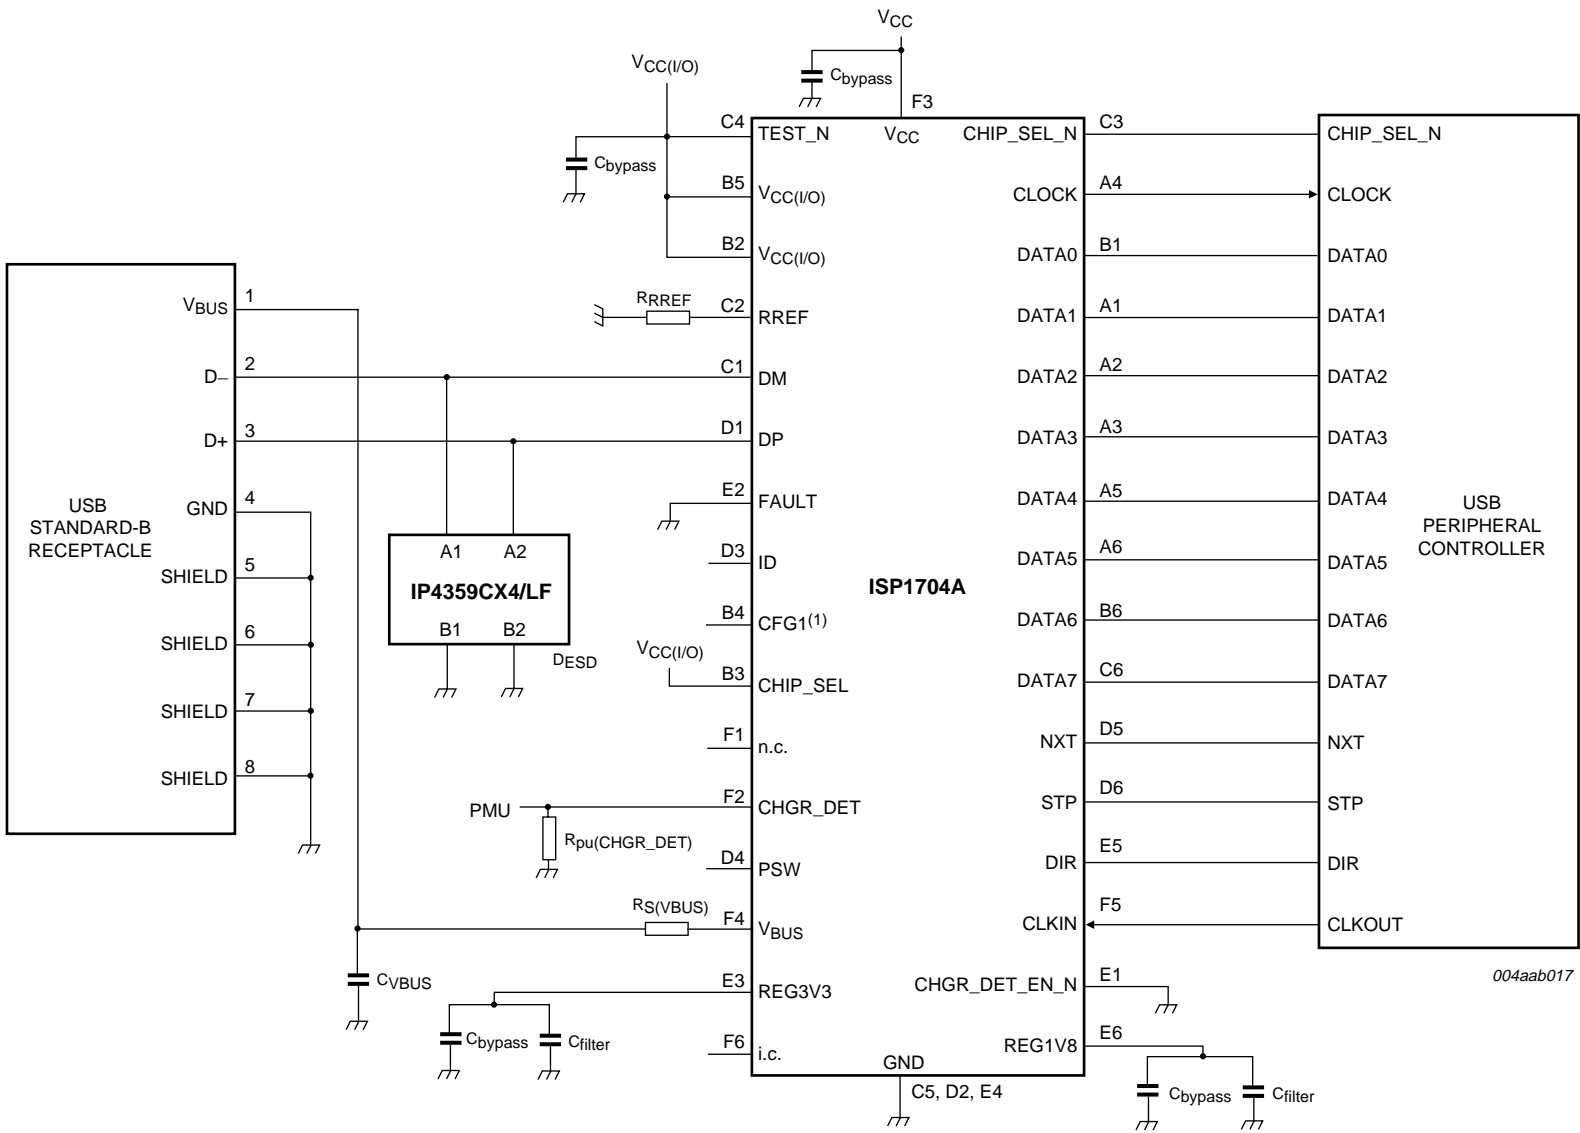 VCC
Cbypass
F3
VCC(I/O)
Cbypass
USB
STANDARD-B
RECEPTACLE
VBUS 1
D– 2
D+ 3
GND 4
SHIELD 5
SHIELD 6
SHIELD 7
SHIELD 8
A1 A2
IP4359CX4/LF
B1 B2
DESD
RRREF
VCC(I/O)
PMU
Rpu(CHGR_DET)
RS(VBUS)
CVBUS
Cbypass
Cfilter
C4 TEST_N
B5 VCC(I/O)
B2 VCC(I/O)
C2 RREF
C1 DM
D1 DP
E2 FAULT
D3 ID
B4 CFG1(1)
B3 CHIP_SEL
F1 n.c.
F2 CHGR_DET
D4 PSW
F4 VBUS
E3 REG3V3
F6 i.c.
VCC
ISP1704A
GND
C5, D2, E4
CHIP_SEL_N C3 CHIP_SEL_N
CLOCK A4 CLOCK
DATA0 B1 DATA0
DATA1 A1 DATA1
DATA2 A2 DATA2
DATA3 A3 DATA3
DATA4 A5 DATA4
DATA5 A6 DATA5
DATA6 B6 DATA6
DATA7 C6 DATA7
NXT D5 NXT
STP D6 STP
DIR E5 DIR
CLKIN F5 CLKOUT
CHGR_DET_EN_N E1
REG1V8 E6
Cbypass
Cfilter
USB
PERIPHERAL
CONTROLLER
004aab017